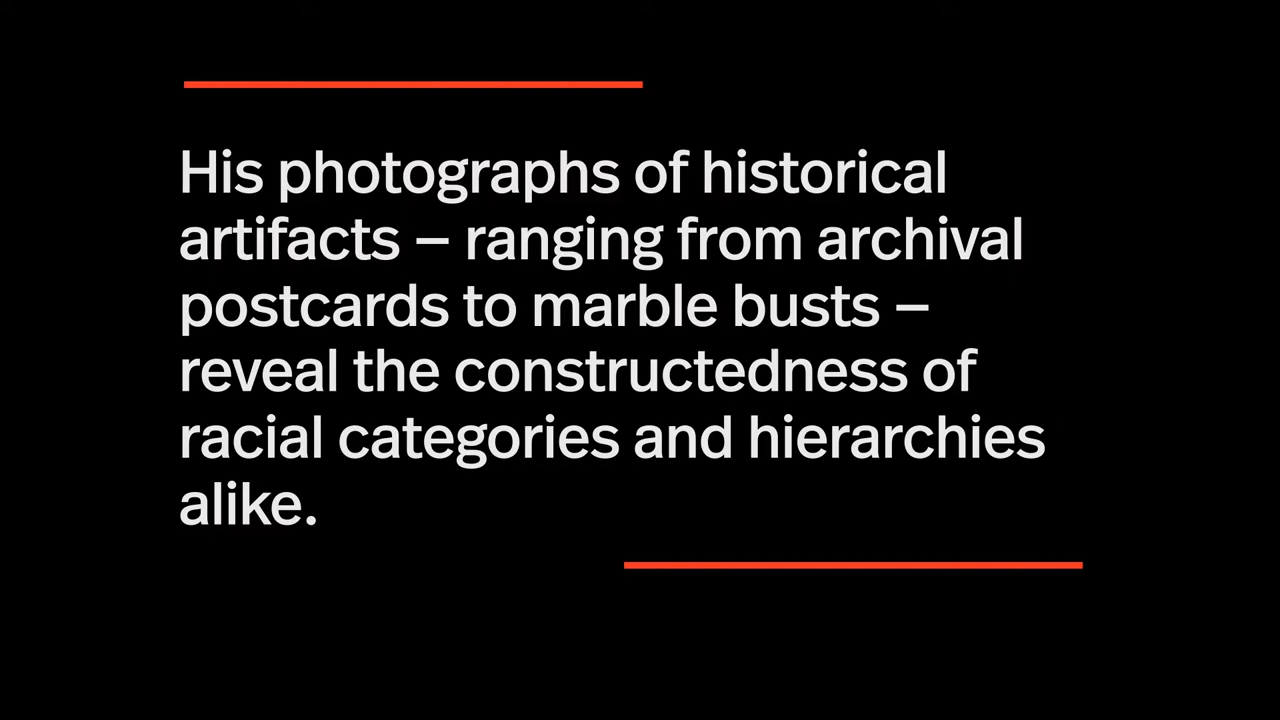 His photographs of historical
artifacts – ranging from archival
postcards to marble busts –
reveal the constructedness of
racial categories and hierarchies
alike.